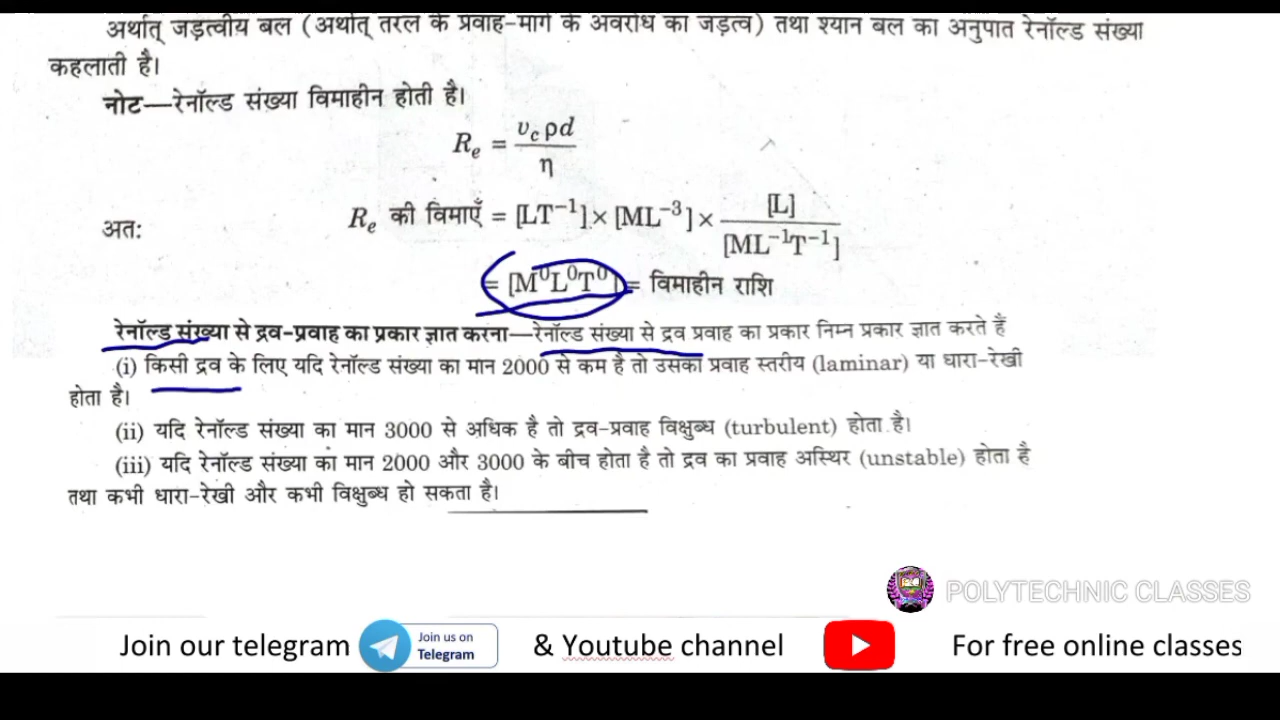 अर्थात् जड़त्वीय बल (अर्थात् तरल के प्रवाह-मार्ग के अवरोध का जड़त्व) तथा श्यान बल का अनुपात रेनॉल्ड संख्या
कहलाती है।
नोट—रेनॉल्ड संख्या विमाहीन होती है।
R_e = υ_c ρd / η
अतः R_e की विमाएँ = [LT⁻¹] × [ML⁻³] × [L] / [ML⁻¹T⁻¹]
= [M⁰L⁰T⁰] = विमाहीन राशि
रेनॉल्ड संख्या से द्रव-प्रवाह का प्रकार ज्ञात करना—रेनॉल्ड संख्या से द्रव प्रवाह का प्रकार निम्न प्रकार ज्ञात करते हैं
(i) किसी द्रव के लिए यदि रेनॉल्ड संख्या का मान 2000 से कम है तो उसका प्रवाह स्तरीय (laminar) या धारा-रेखी
होता है।
(ii) यदि रेनॉल्ड संख्या का मान 3000 से अधिक है तो द्रव-प्रवाह विक्षुब्ध (turbulent) होता है।
(iii) यदि रेनॉल्ड संख्या का मान 2000 और 3000 के बीच होता है तो द्रव का प्रवाह अस्थिर (unstable) होता है
तथा कभी धारा-रेखी और कभी विक्षुब्ध हो सकता है।
POLYTECHNIC CLASSES
Join our telegram Join us on Telegram & Youtube channel For free online classes